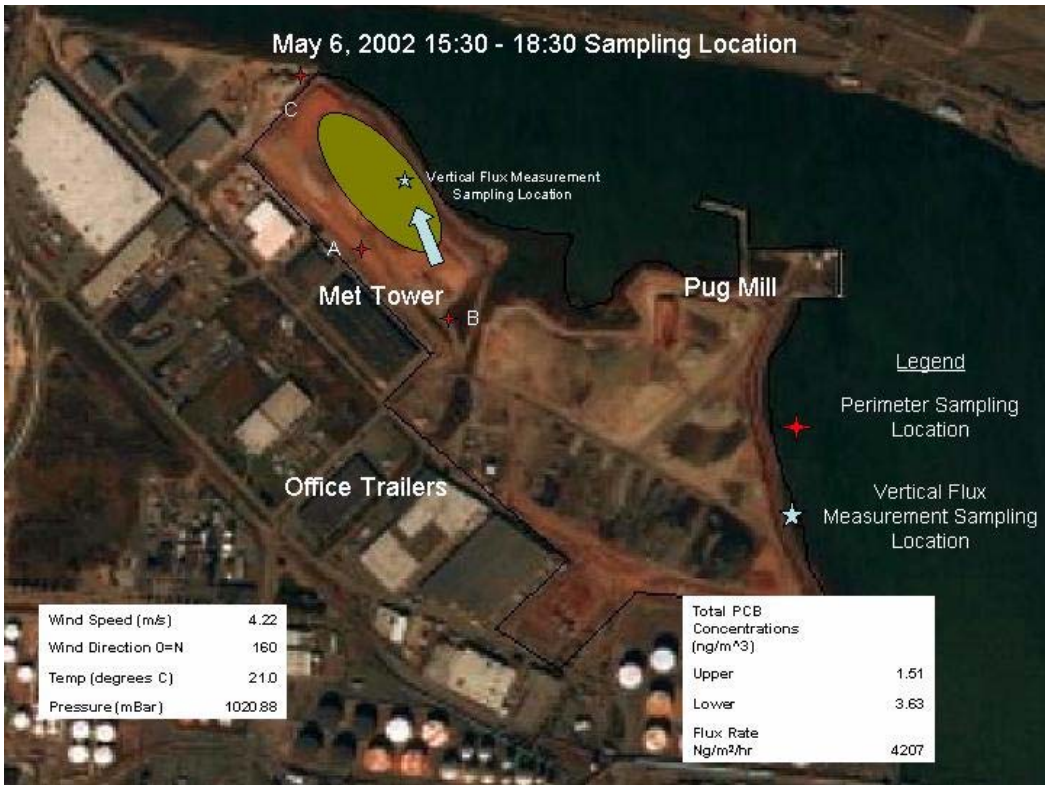 May 6, 2002 15:30 - 18:30 Sampling Location
C
Vertical Flux Measurement
Sampling Location
A
Met Tower
B
Pug Mill
Legend
Perimeter Sampling
Location
Office Trailers
Vertical Flux
Measurement Sampling
Location
Wind Speed (m/s) 4.22
Wind Direction 0=N 160
Temp (degrees C) 21.0
Pressure (mBar) 1020.88
Total PCB
Concentrations
(ng/m^3)
Upper 1.51
Lower 3.63
Flux Rate
Ng/m²/hr 4207